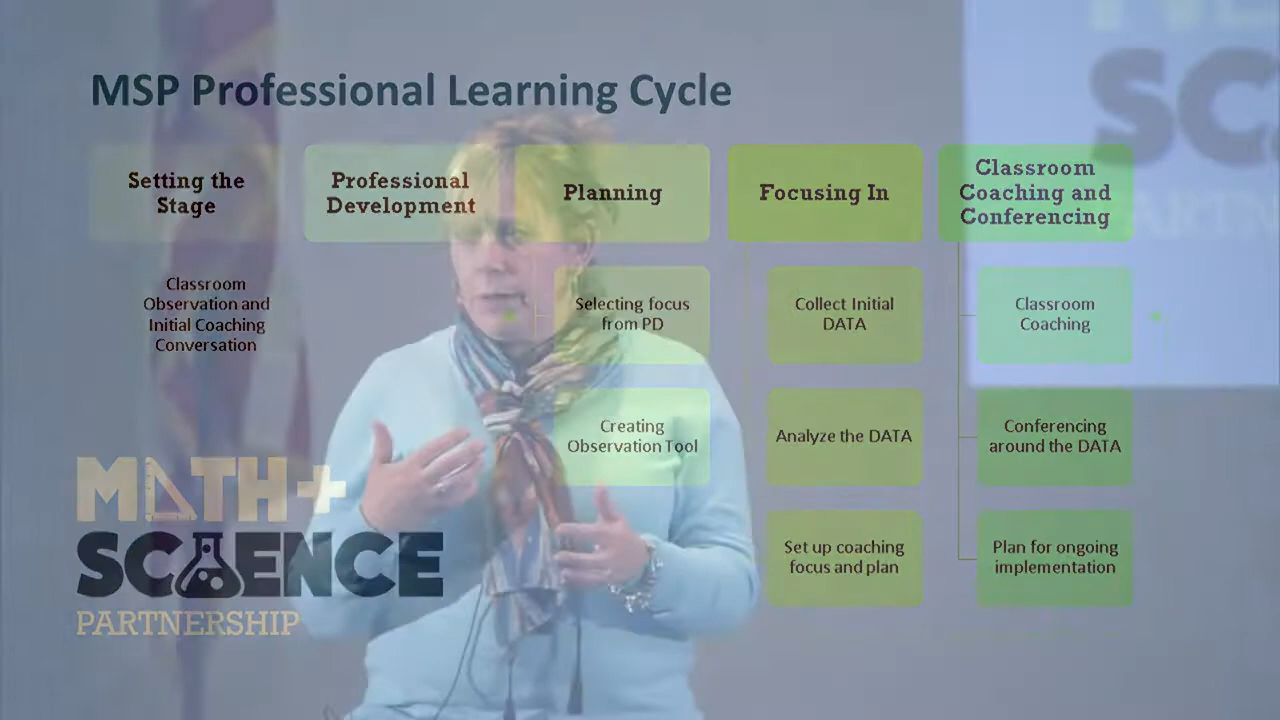 MSP Professional Learning Cycle
Setting the
Stage
Classroom
Observation and
Initial Coaching
Conversation
Professional
Development
Planning
Selecting focus
from PD
Creating
Observation Tool
Focusing In
Collect Initial
DATA
Analyze the DATA
Set up coaching
focus and plan
Classroom
Coaching and
Conferencing
Classroom
Coaching
Conferencing
around the DATA
Plan for ongoing
implementation
MATH+
SCIENCE
PARTNERSHIP